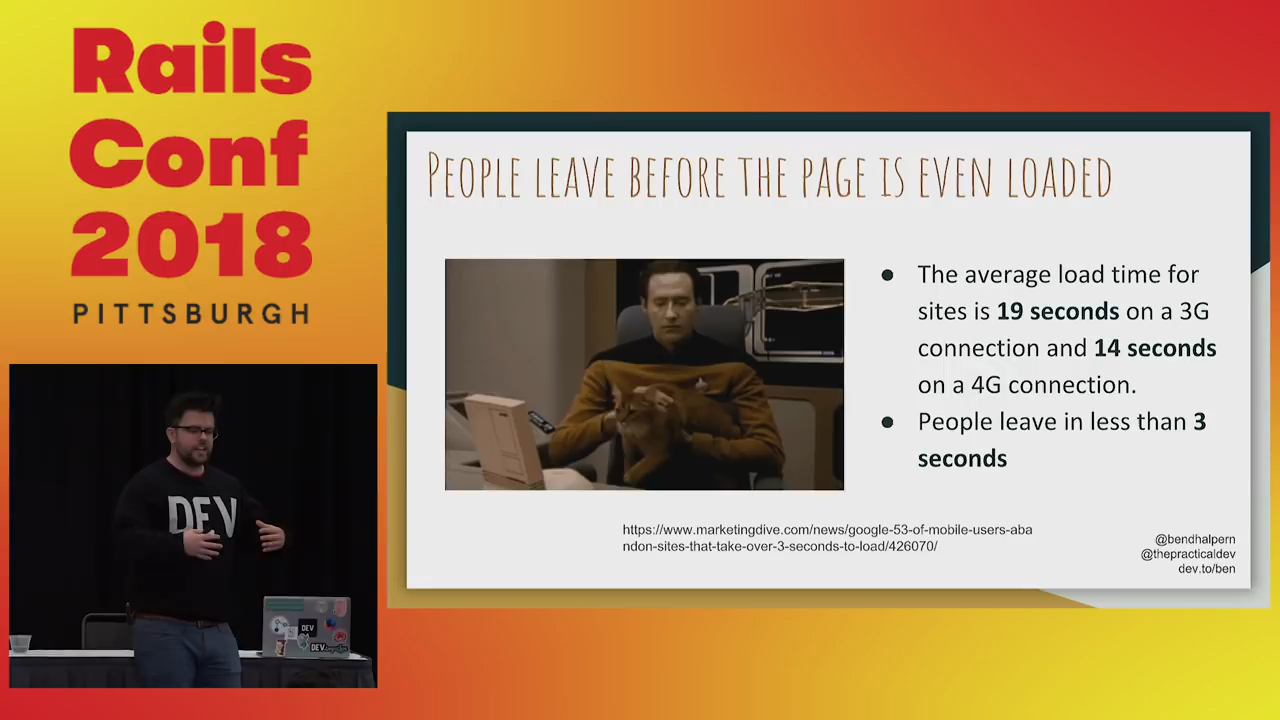 Rails
Conf
2018
PITTSBURGH
PEOPLE LEAVE BEFORE THE PAGE IS EVEN LOADED
● The average load time for
sites is 19 seconds on a 3G
connection and 14 seconds
on a 4G connection.
● People leave in less than 3
seconds
https://www.marketingdive.com/news/google-53-of-mobile-users-aba
ndon-sites-that-take-over-3-seconds-to-load/426070/
@bendhalpern
@thepracticaldev
dev.to/ben
DEV
DEV